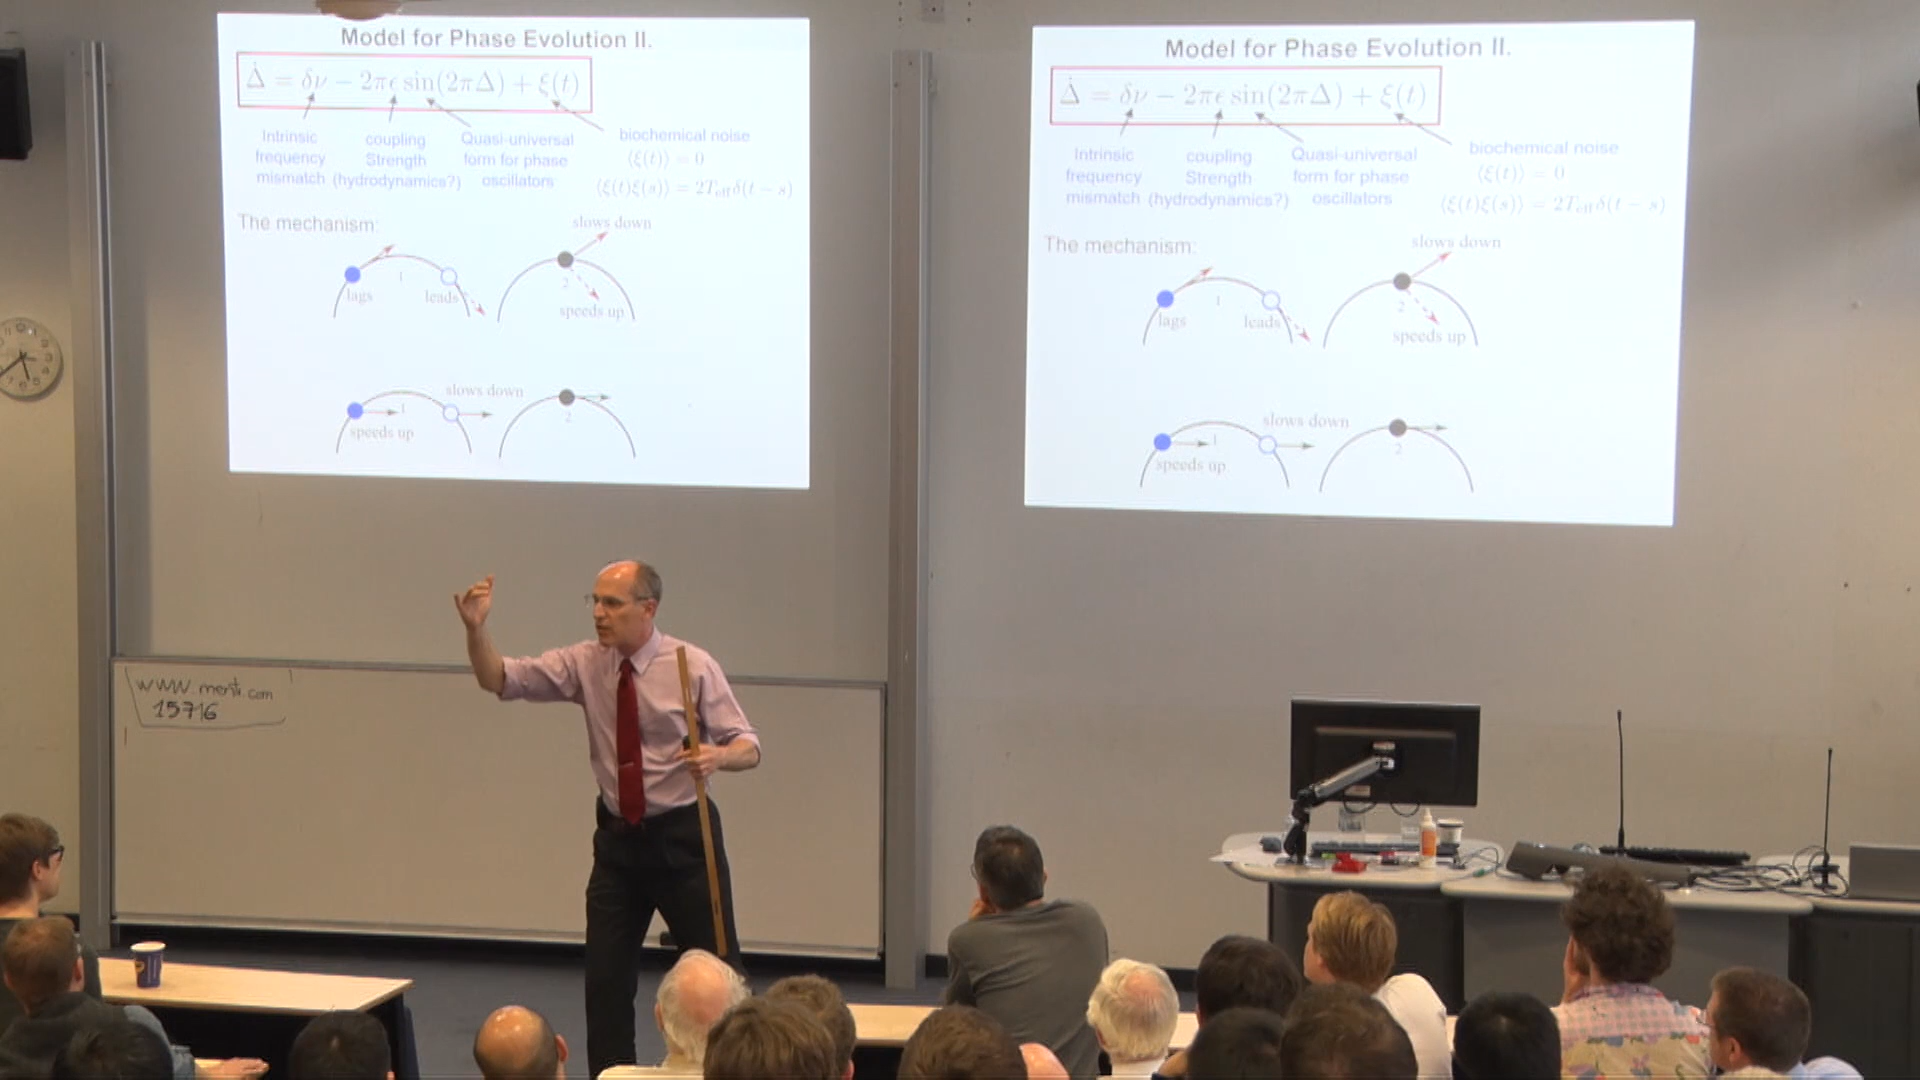 Model for Phase Evolution II.
Δ̇ = δν − 2πϵ sin(2πΔ) + ξ(t)
Intrinsic frequency mismatch
coupling Strength (hydrodynamics?)
Quasi-universal form for phase oscillators
biochemical noise
⟨ξ(t)⟩ = 0
⟨ξ(t)ξ(s)⟩ = 2T_eff δ(t − s)
The mechanism:
slows down
lags
1
leads
2
speeds up
slows down
1
speeds up
2
Model for Phase Evolution II.
Δ̇ = δν − 2πϵ sin(2πΔ) + ξ(t)
Intrinsic frequency mismatch
coupling Strength (hydrodynamics?)
Quasi-universal form for phase oscillators
biochemical noise
⟨ξ(t)⟩ = 0
⟨ξ(t)ξ(s)⟩ = 2T_eff δ(t − s)
The mechanism:
slows down
lags
1
leads
2
speeds up
slows down
1
speeds up
2
www.menti.com
15716